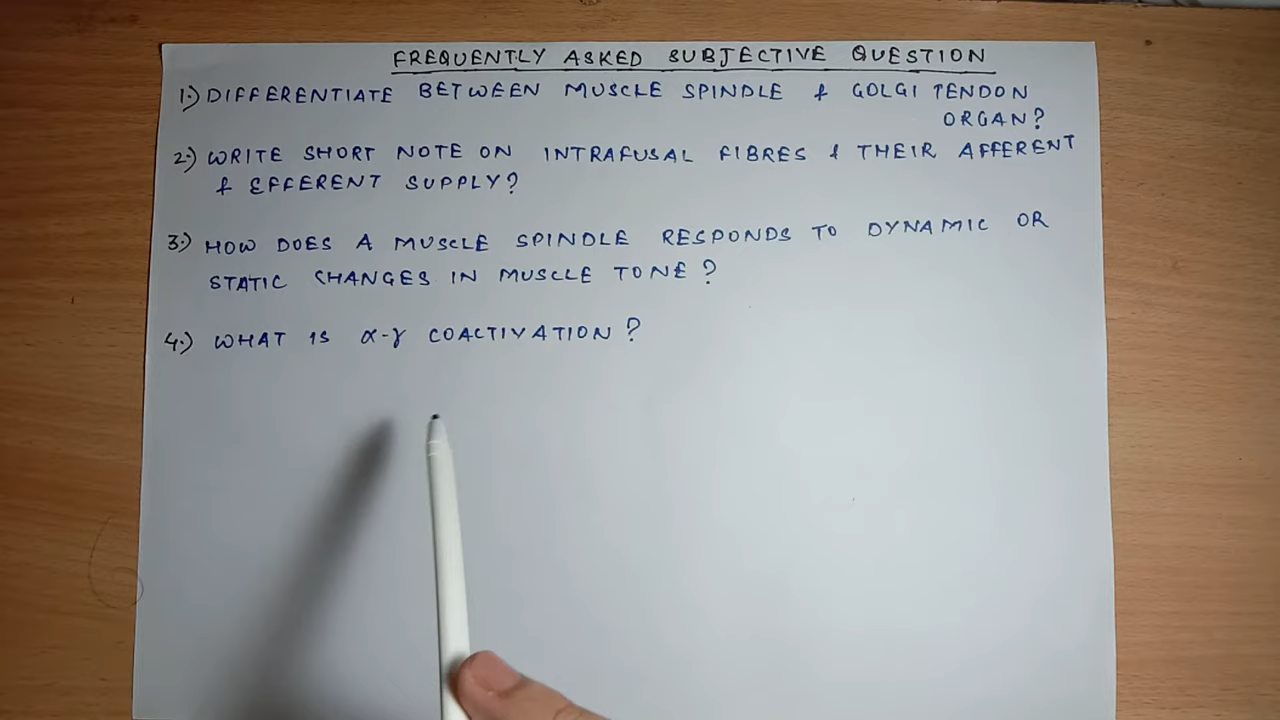 FREQUENTLY ASKED SUBJECTIVE QUESTION
1.) DIFFERENTIATE BETWEEN MUSCLE SPINDLE & GOLGI TENDON
ORGAN?
2.) WRITE SHORT NOTE ON INTRAFUSAL FIBRES & THEIR AFFERENT
& EFFERENT SUPPLY?
3.) HOW DOES A MUSCLE SPINDLE RESPONDS TO DYNAMIC OR
STATIC CHANGES IN MUSCLE TONE?
4.) WHAT IS α-γ COACTIVATION?